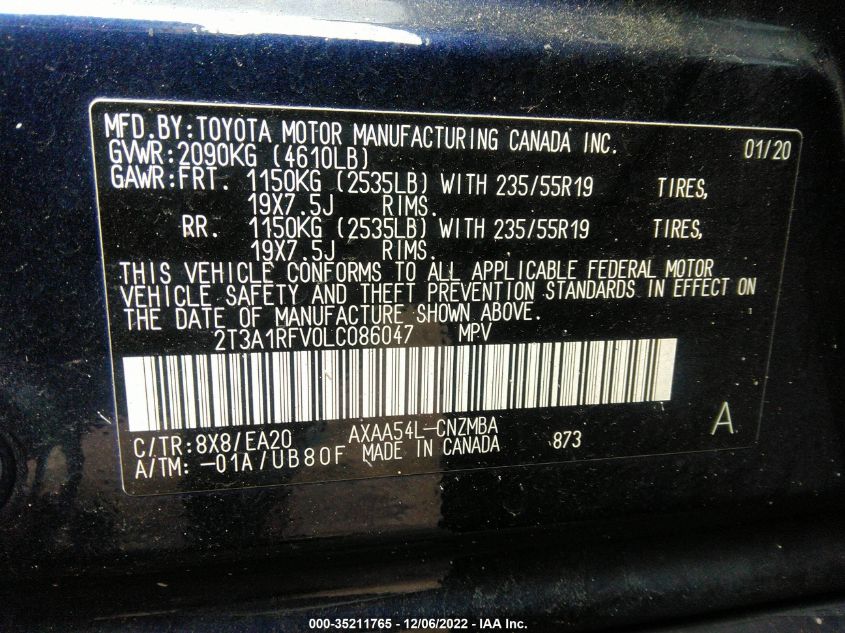 MFD.BY:TOYOTA MOTOR MANUFACTURING CANADA INC. 01/20
GVWR:2090KG (4610LB)
GAWR:FRT. 1150KG (2535LB) WITH 235/55R19 TIRES,
19X7.5J RIMS.
RR. 1150KG (2535LB) WITH 235/55R19 TIRES,
19X7.5J RIMS.
THIS VEHICLE CONFORMS TO ALL APPLICABLE FEDERAL MOTOR
VEHICLE SAFETY AND THEFT PREVENTION STANDARDS IN EFFECT ON
THE DATE OF MANUFACTURE SHOWN ABOVE.
2T3A1RFV0LC086047 MPV
C/TR:8X8/EA20 AXAA54L-CNZMBA 873 A
A/TM: -01A/UB80F MADE IN CANADA
000-35211765 - 12/06/2022 - IAA Inc.